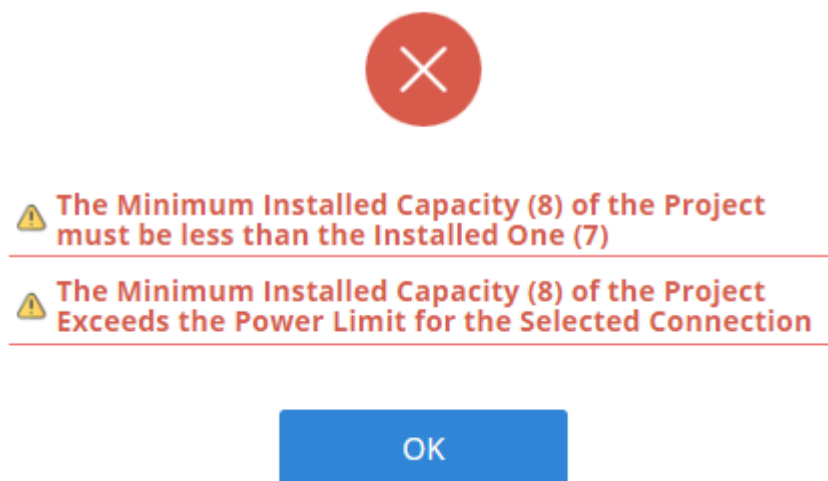 The Minimum Installed Capacity (8) of the Project
must be less than the Installed One (7)
The Minimum Installed Capacity (8) of the Project
Exceeds the Power Limit for the Selected Connection
OK